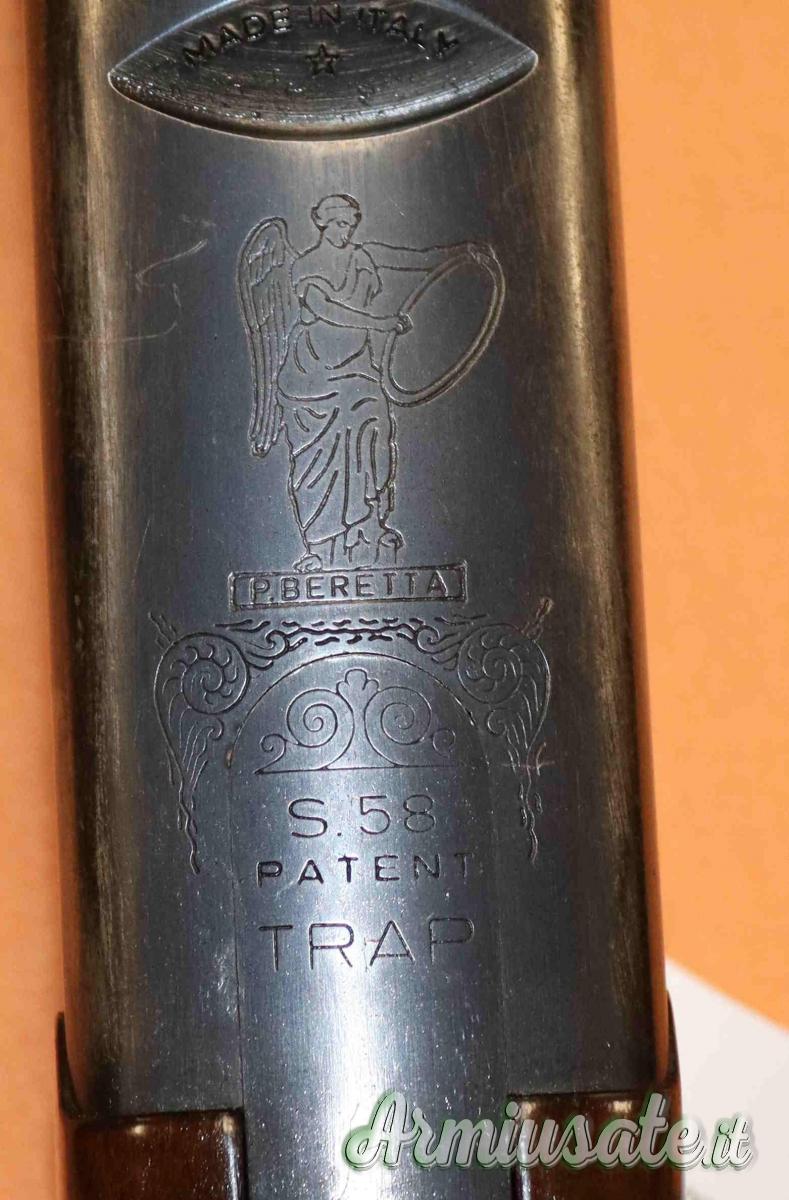 MADE IN ITALY
P.BERETTA
S.58
PATENT
TRAP
Armiusate.it